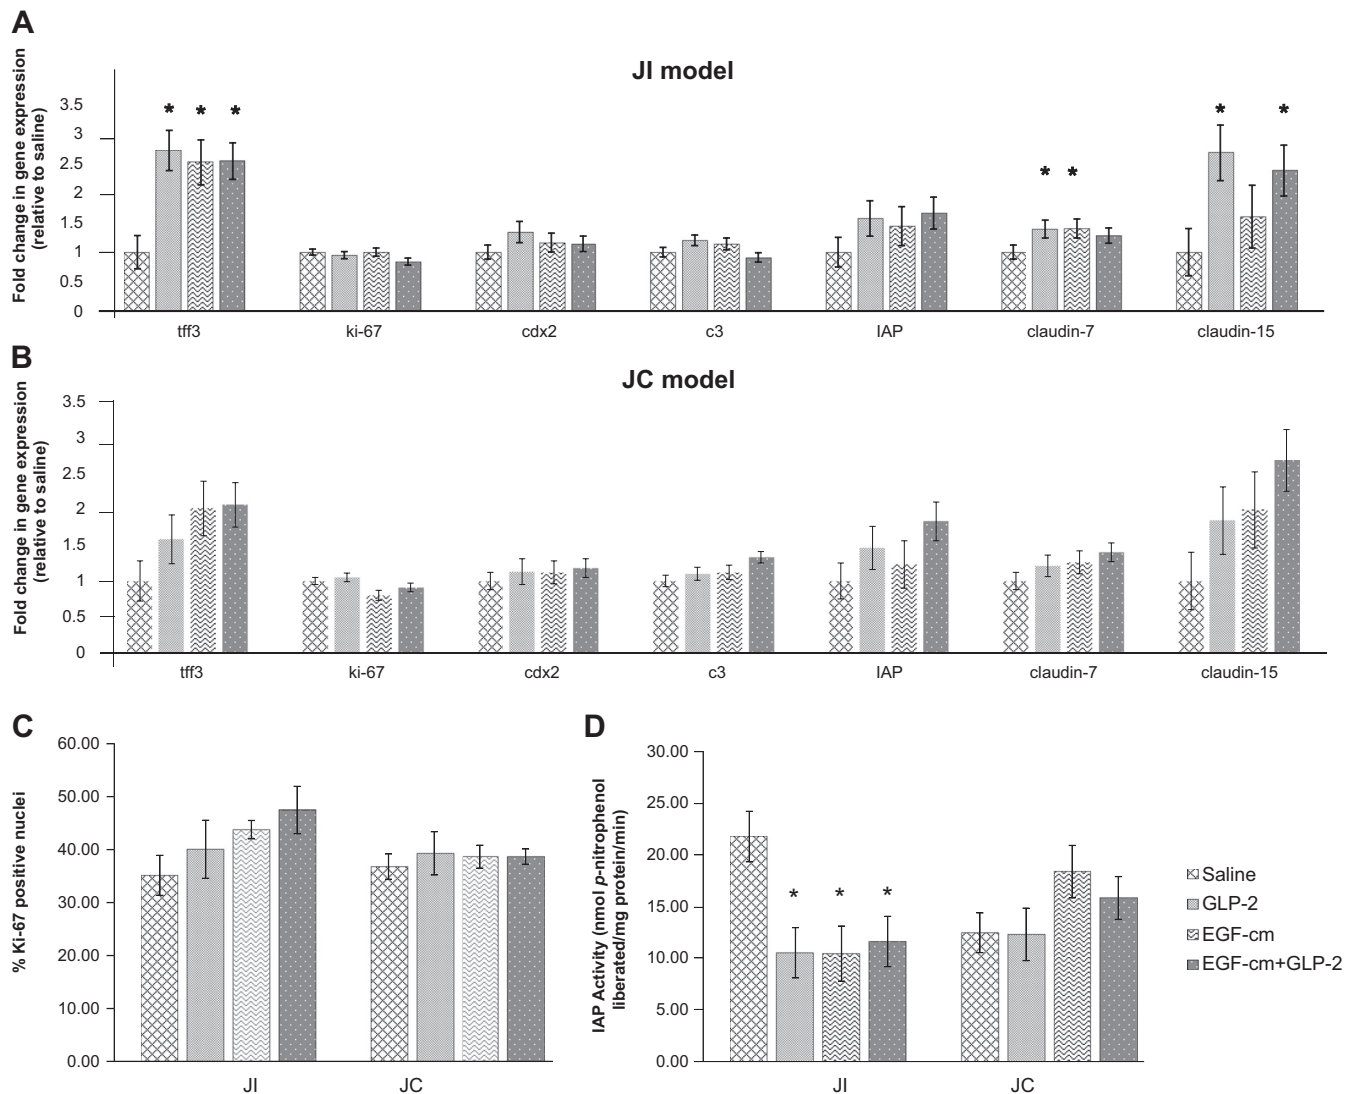 A
JI model
Fold change in gene expression
(relative to saline)
3.5
3
2.5
2
1.5
1
0.5
0
* * *
* *
* *
tff3 ki-67 cdx2 c3 IAP claudin-7 claudin-15
B
JC model
Fold change in gene expression
(relative to saline)
3.5
3
2.5
2
1.5
1
0.5
0
tff3 ki-67 cdx2 c3 IAP claudin-7 claudin-15
C
% Ki-67 positive nuclei
60.00
50.00
40.00
30.00
20.00
10.00
0.00
JI JC
D
IAP Activity (nmol p-nitrophenol
liberated/mg protein/min)
30.00
25.00
20.00
15.00
10.00
5.00
0.00
* * *
JI JC
Saline
GLP-2
EGF-cm
EGF-cm+GLP-2